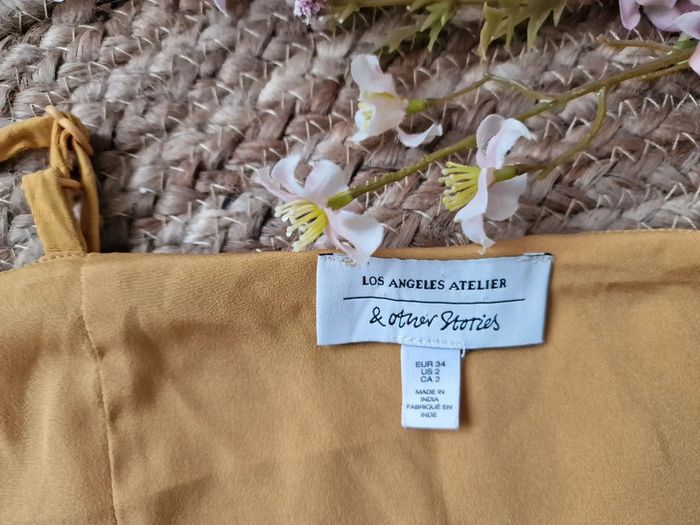 LOS ANGELES ATELIER
& other Stories
EUR 34
US 2
CA 2
MADE IN
INDIA
FABRIQUÉ EN
INDE